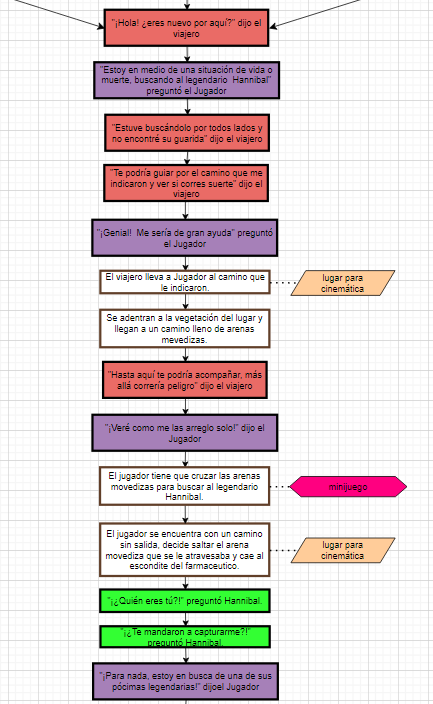 "¡Hola! ¿eres nuevo por aquí?" dijo el
viajero
"Estoy en medio de una situación de vida o
muerte, buscando al legendario Hannibal"
preguntó el Jugador
"Estuve buscándolo por todos lados y
no encontré su guarida" dijo el viajero
"Te podría guiar por el camino que me
indicaron y ver si corres suerte" dijo el
viajero
"¡Genial! Me sería de gran ayuda" preguntó
el Jugador
El viajero lleva a Jugador al camino que
le indicaron.
lugar para
cinemática
Se adentran a la vegetación del lugar y
llegan a un camino lleno de arenas
mevedizas.
"Hasta aquí te podría acompañar, más
allá correría peligro" dijo el viajero
"¡Veré como me las arreglo solo!" dijo el
Jugador
El jugador tiene que cruzar las arenas
movedizas para buscar al legendario
Hannibal.
minijuego
El jugador se encuentra con un camino
sin salida, decide saltar el arena
movediza que se le atravesaba y cae al
escondite del farmaceutico.
lugar para
cinemática
"¡¿Quién eres tú?!" preguntó Hannibal.
"¡¿Te mandaron a capturarme?!"
preguntó Hannibal.
"¡Para nada, estoy en busca de una de sus
pócimas legendarias!" dijoel Jugador